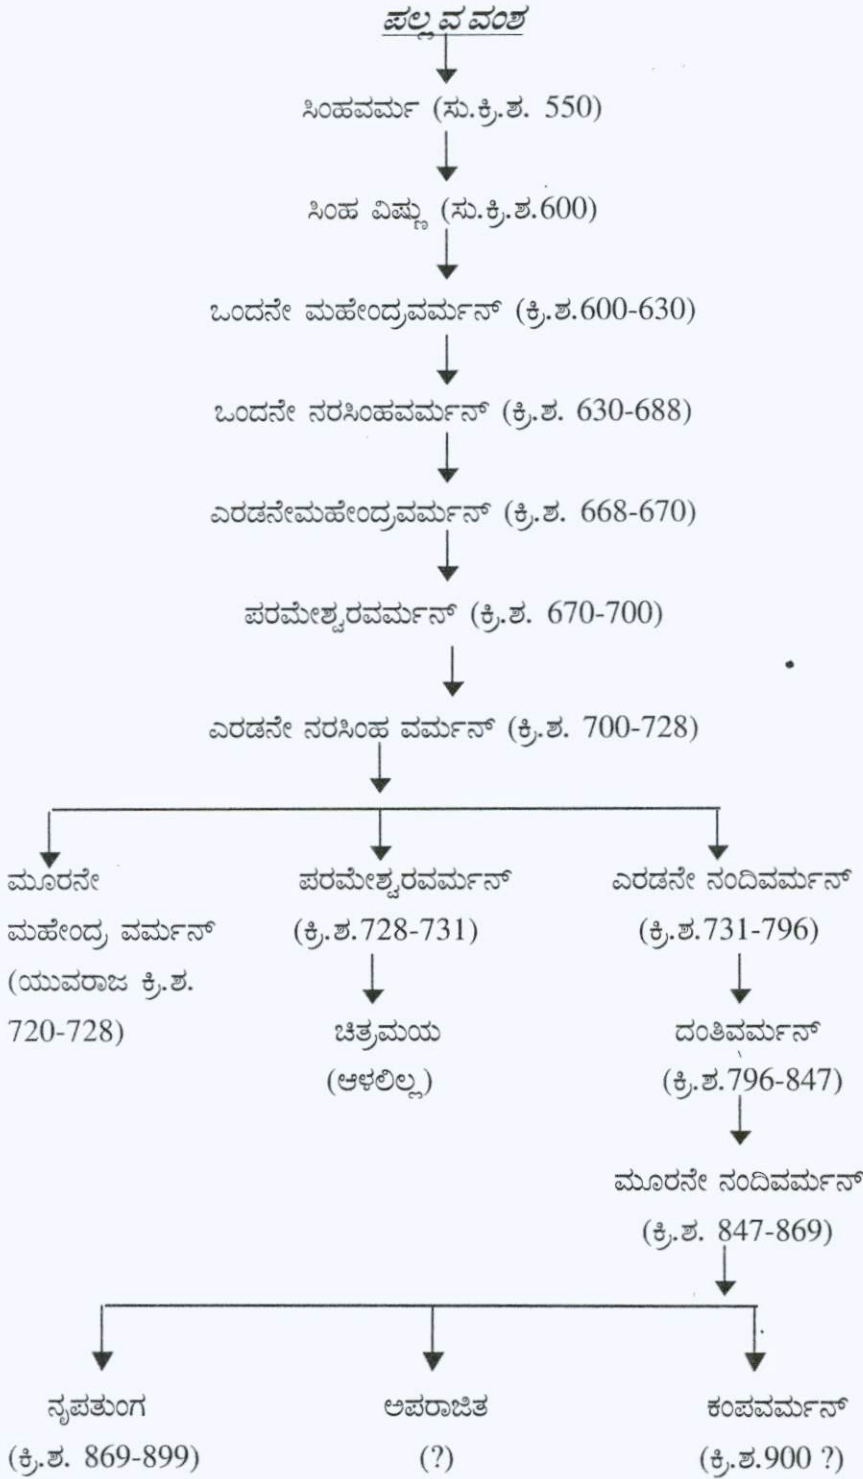 ಪಲ್ಲವ ವಂಶ
ಸಿಂಹವರ್ಮ (ಸು.ಕ್ರಿ.ಶ. 550)
ಸಿಂಹ ವಿಷ್ಣು (ಸು.ಕ್ರಿ.ಶ.600)
ಒಂದನೇ ಮಹೇಂದ್ರವರ್ಮನ್ (ಕ್ರಿ.ಶ.600-630)
ಒಂದನೇ ನರಸಿಂಹವರ್ಮನ್ (ಕ್ರಿ.ಶ. 630-688)
ಎರಡನೇಮಹೇಂದ್ರವರ್ಮನ್ (ಕ್ರಿ.ಶ. 668-670)
ಪರಮೇಶ್ವರವರ್ಮನ್ (ಕ್ರಿ.ಶ. 670-700)
ಎರಡನೇ ನರಸಿಂಹ ವರ್ಮನ್ (ಕ್ರಿ.ಶ. 700-728)
ಮೂರನೇ
ಮಹೇಂದ್ರ ವರ್ಮನ್
(ಯುವರಾಜ ಕ್ರಿ.ಶ.
720-728)
ಪರಮೇಶ್ವರವರ್ಮನ್
(ಕ್ರಿ.ಶ.728-731)
ಚಿತ್ರಮಯ
(ಆಳಲಿಲ್ಲ)
ಎರಡನೇ ನಂದಿವರ್ಮನ್
(ಕ್ರಿ.ಶ.731-796)
ದಂತಿವರ್ಮನ್
(ಕ್ರಿ.ಶ.796-847)
ಮೂರನೇ ನಂದಿವರ್ಮನ್
(ಕ್ರಿ.ಶ. 847-869)
ನೃಪತುಂಗ
(ಕ್ರಿ.ಶ. 869-899)
ಅಪರಾಜಿತ
(?)
ಕಂಪವರ್ಮನ್
(ಕ್ರಿ.ಶ.900 ?)